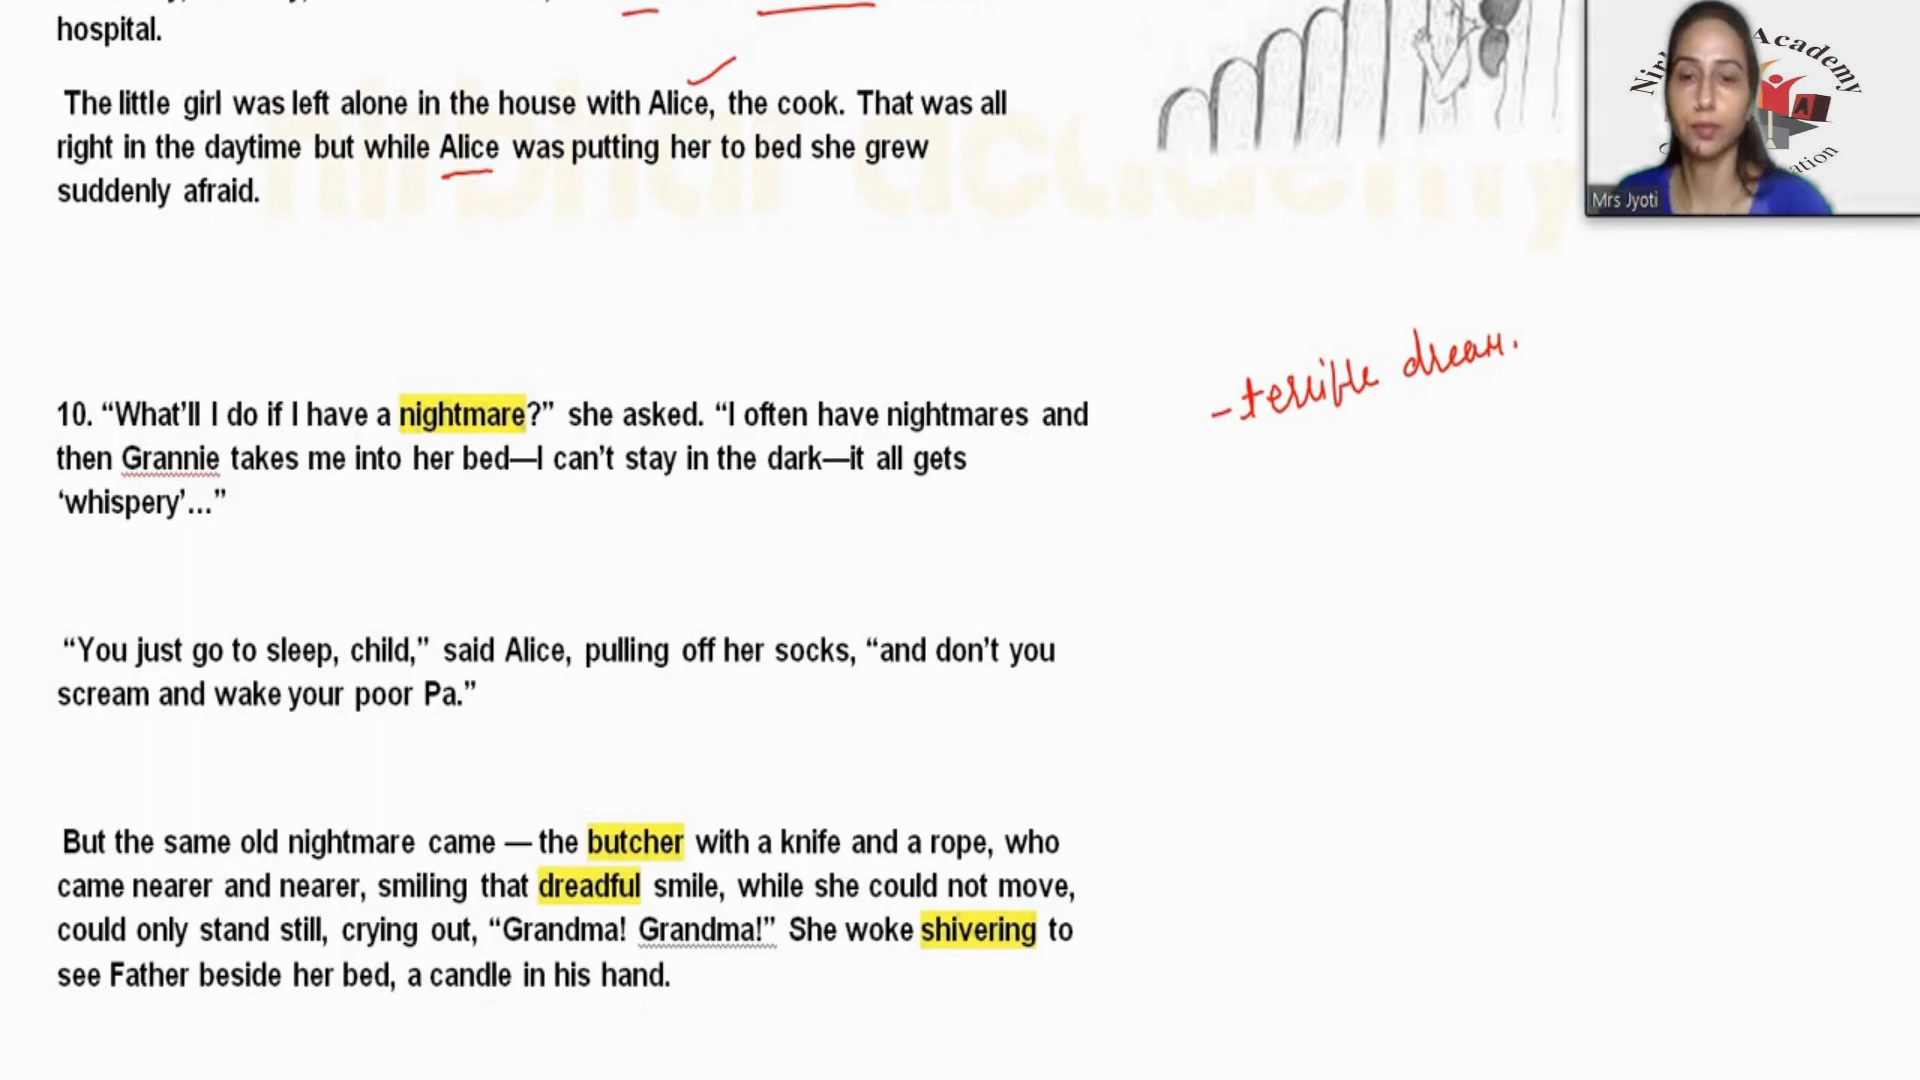 hospital.
The little girl was left alone in the house with Alice, the cook. That was all
right in the daytime but while Alice was putting her to bed she grew
suddenly afraid.
nirbhar academy
Academy
ation
Mrs Jyoti
- terrible dream.
10. “What’ll I do if I have a nightmare?” she asked. “I often have nightmares and
then Grannie takes me into her bed—I can’t stay in the dark—it all gets
‘whispery’...”
“You just go to sleep, child,” said Alice, pulling off her socks, “and don’t you
scream and wake your poor Pa.”
But the same old nightmare came — the butcher with a knife and a rope, who
came nearer and nearer, smiling that dreadful smile, while she could not move,
could only stand still, crying out, “Grandma! Grandma!” She woke shivering to
see Father beside her bed, a candle in his hand.